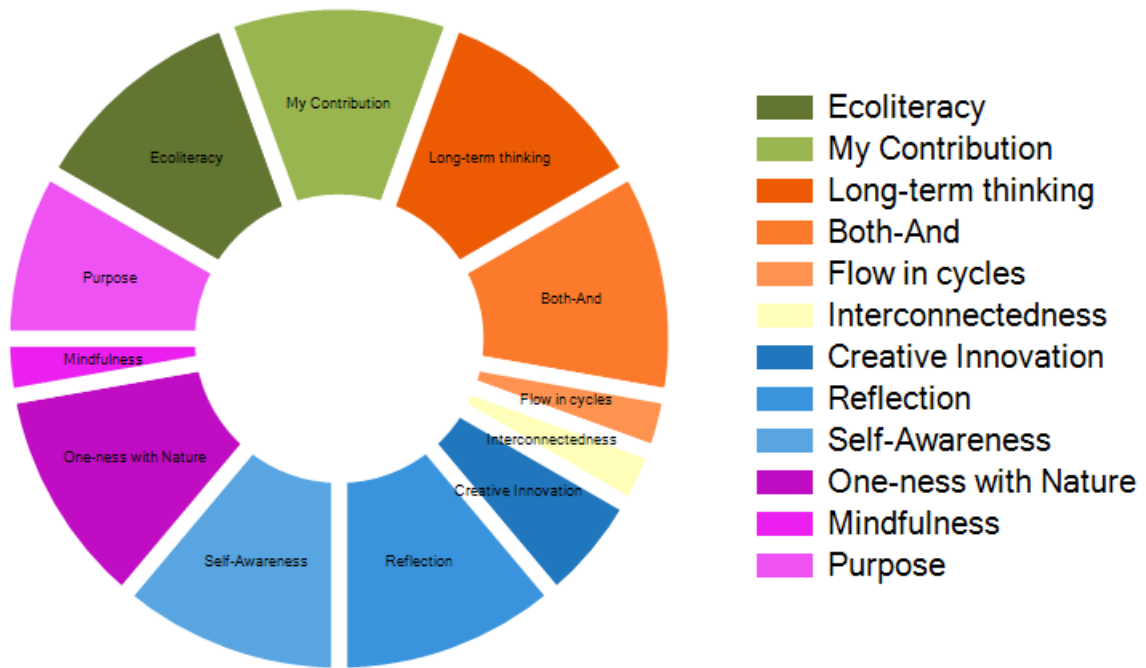 My Contribution
Ecoliteracy
Long-term thinking
Purpose
Both-And
Mindfulness
Flow in cycles
Interconnectedness
One-ness with Nature
Creative Innovation
Self-Awareness
Reflection
Ecoliteracy
My Contribution
Long-term thinking
Both-And
Flow in cycles
Interconnectedness
Creative Innovation
Reflection
Self-Awareness
One-ness with Nature
Mindfulness
Purpose